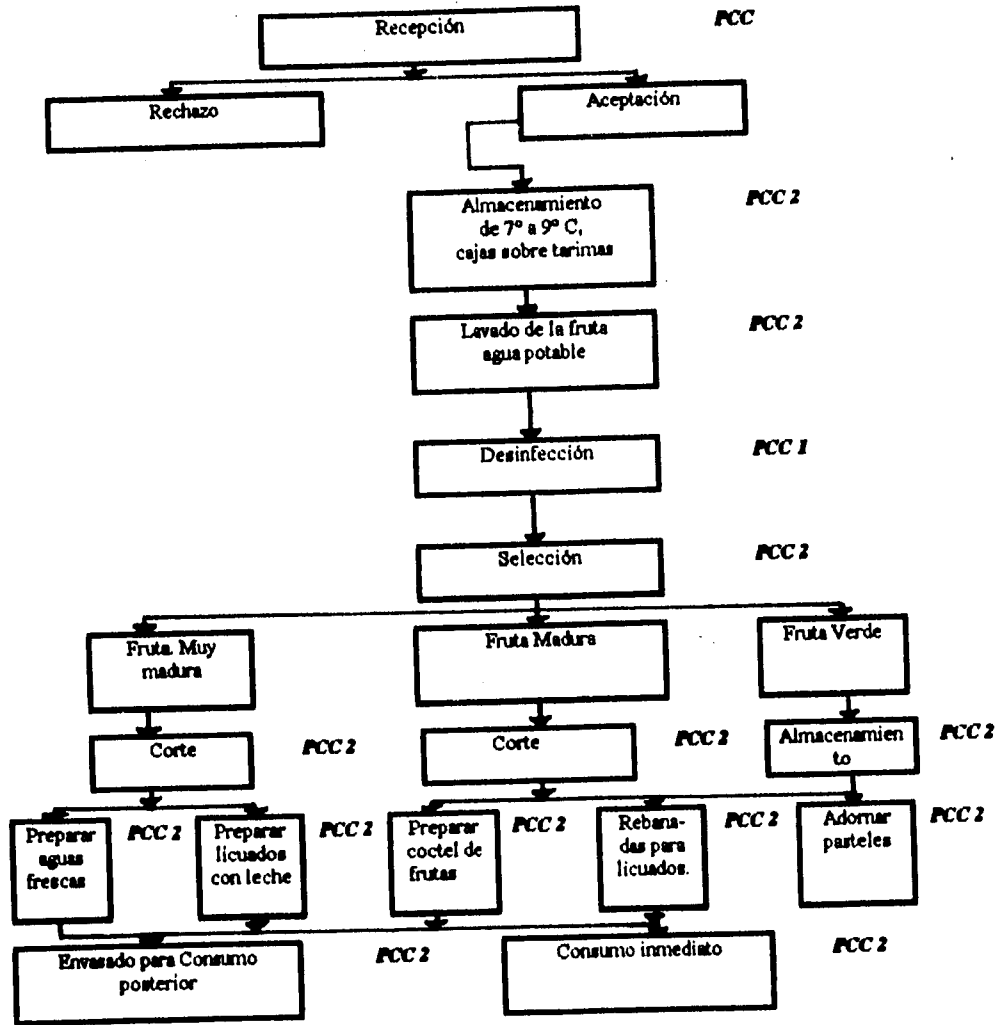 Recepción
PCC
Rechazo
Aceptación
Almacenamiento
de 7º a 9º C,
cajas sobre tarimas
PCC 2
Lavado de la fruta
agua potable
PCC 2
Desinfección
PCC 1
Selección
PCC 2
Fruta. Muy
madura
Fruta Madura
Fruta Verde
Corte
PCC 2
Corte
PCC 2
Almacenamien
to
PCC 2
Preparar
aguas
frescas
PCC 2
Preparar
licuados
con leche
PCC 2
Preparar
coctel de
frutas
PCC 2
Rebana-
das para
licuados.
PCC 2
Adornar
pasteles
PCC 2
Envasado para Consumo
posterior
PCC 2
Consumo inmediato
PCC 2